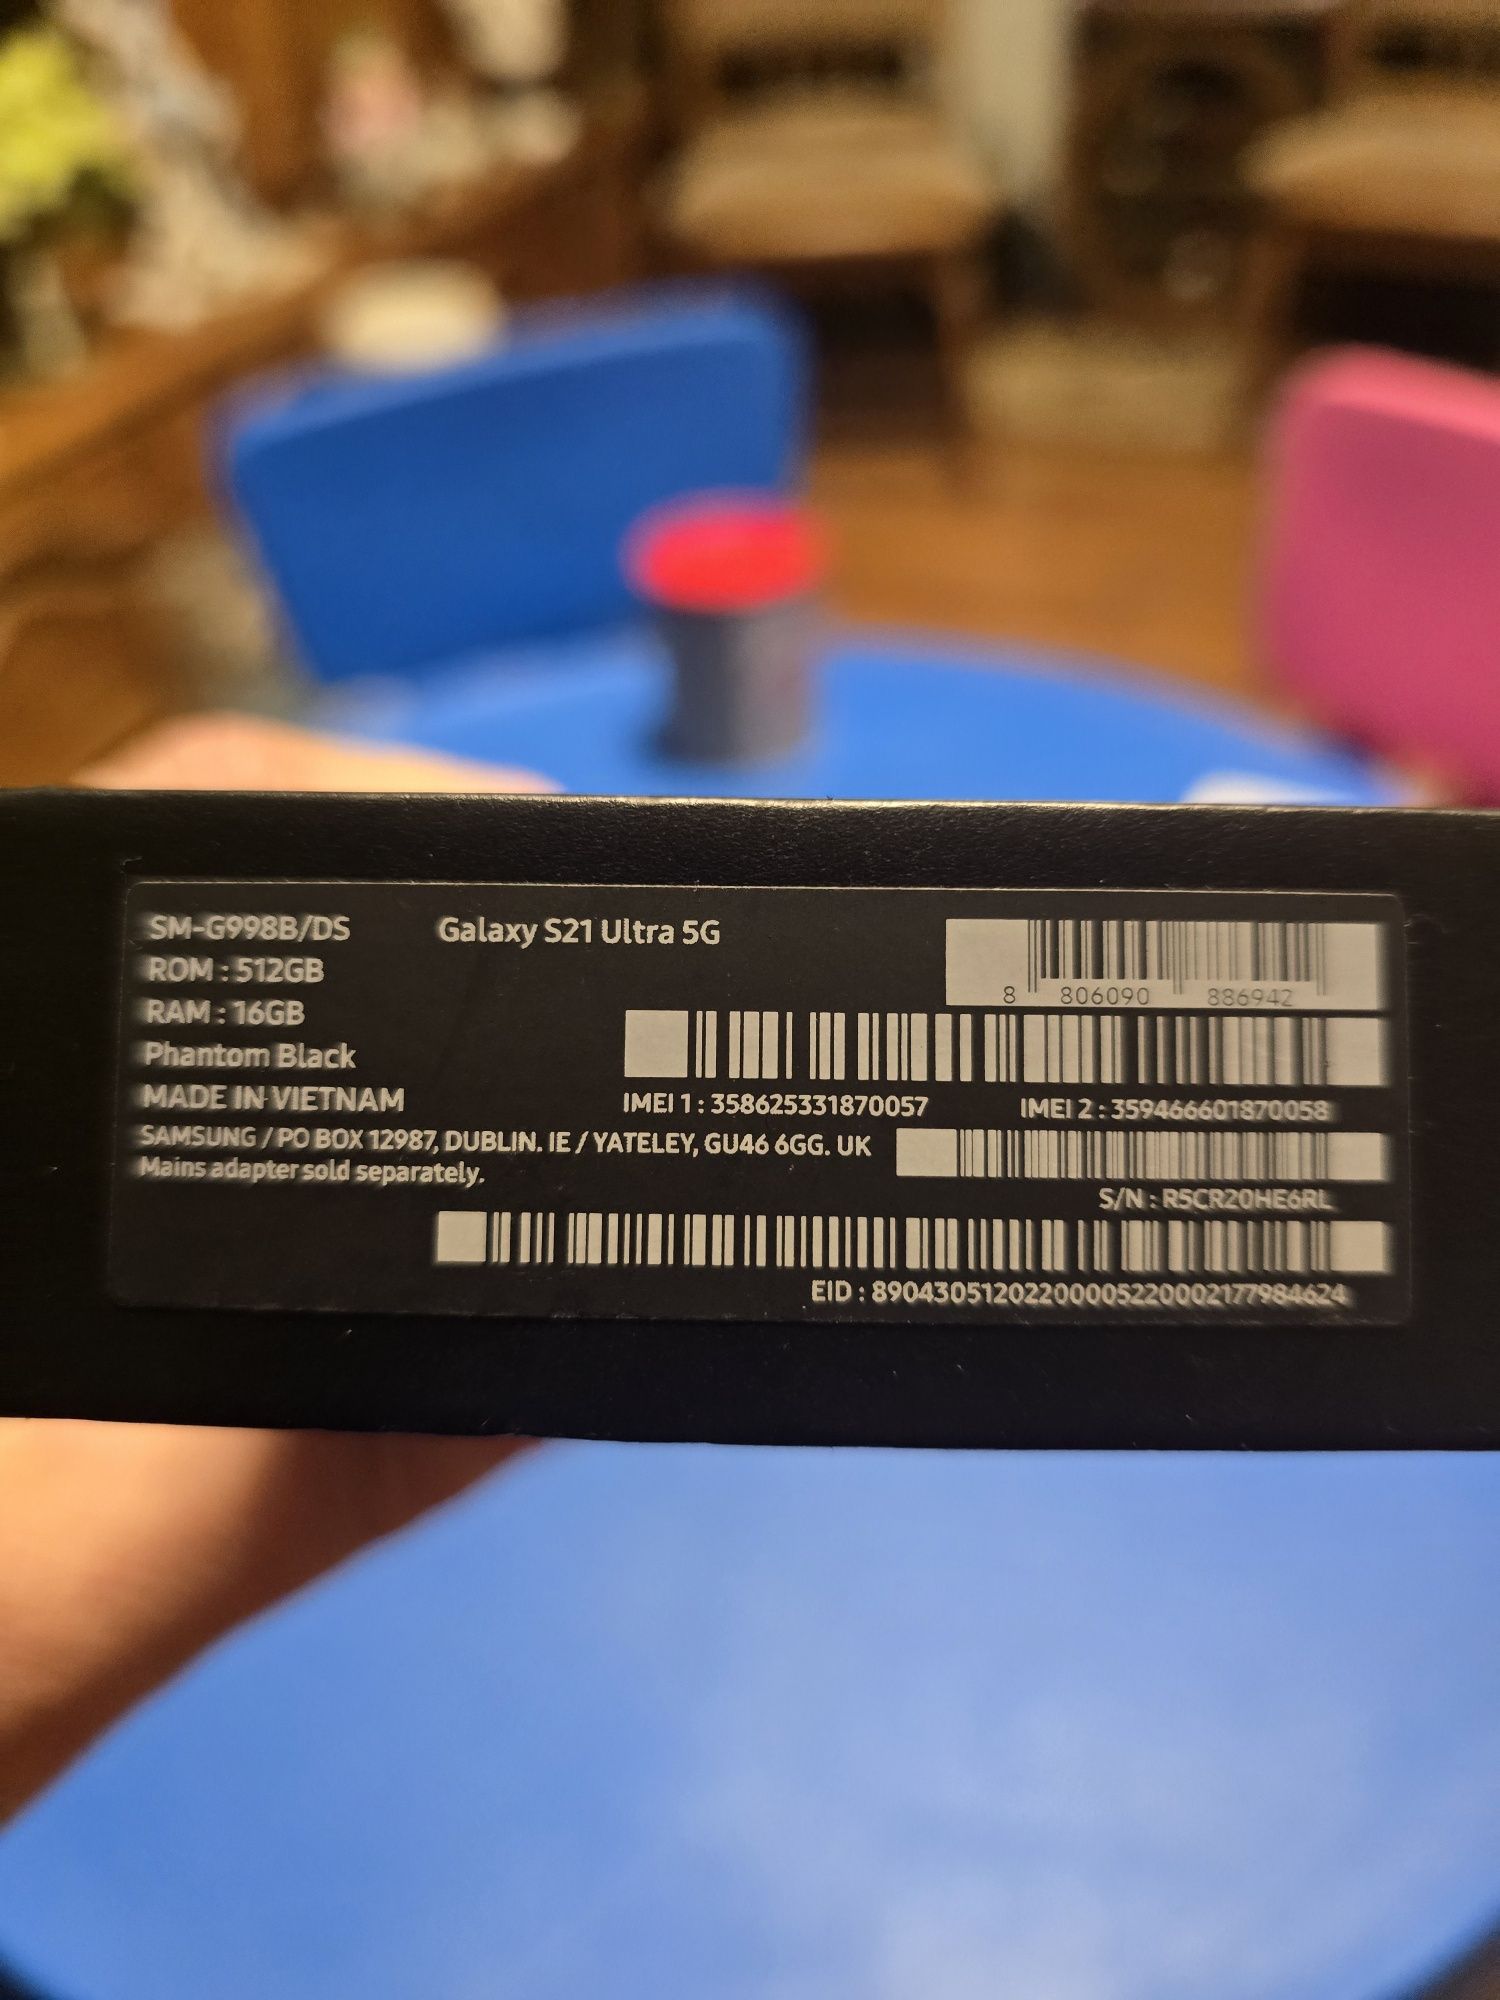 SM-G998B/DS
Galaxy S21 Ultra 5G
ROM : 512GB
RAM : 16GB
Phantom Black
MADE IN VIETNAM
8 806090 886942
IMEI 1 : 358625331870057
IMEI 2 : 359466601870058
SAMSUNG / PO BOX 12987, DUBLIN. IE / YATELEY, GU46 6GG. UK
Mains adapter sold separately.
S/N : R5CR20HE6RL
EID : 89043051202200005220002177984624